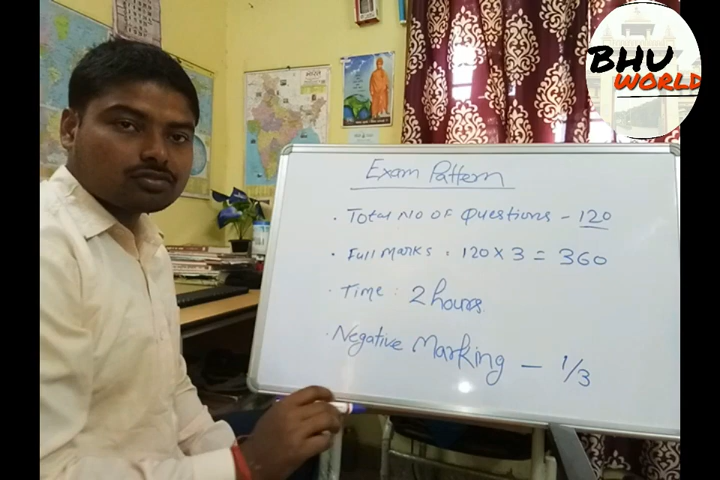 BHU
WORLD
Exam Pattern
· Total No of Questions - 120
· Full Marks = 120 × 3 = 360
· Time : 2 hours
· Negative Marking - 1/3